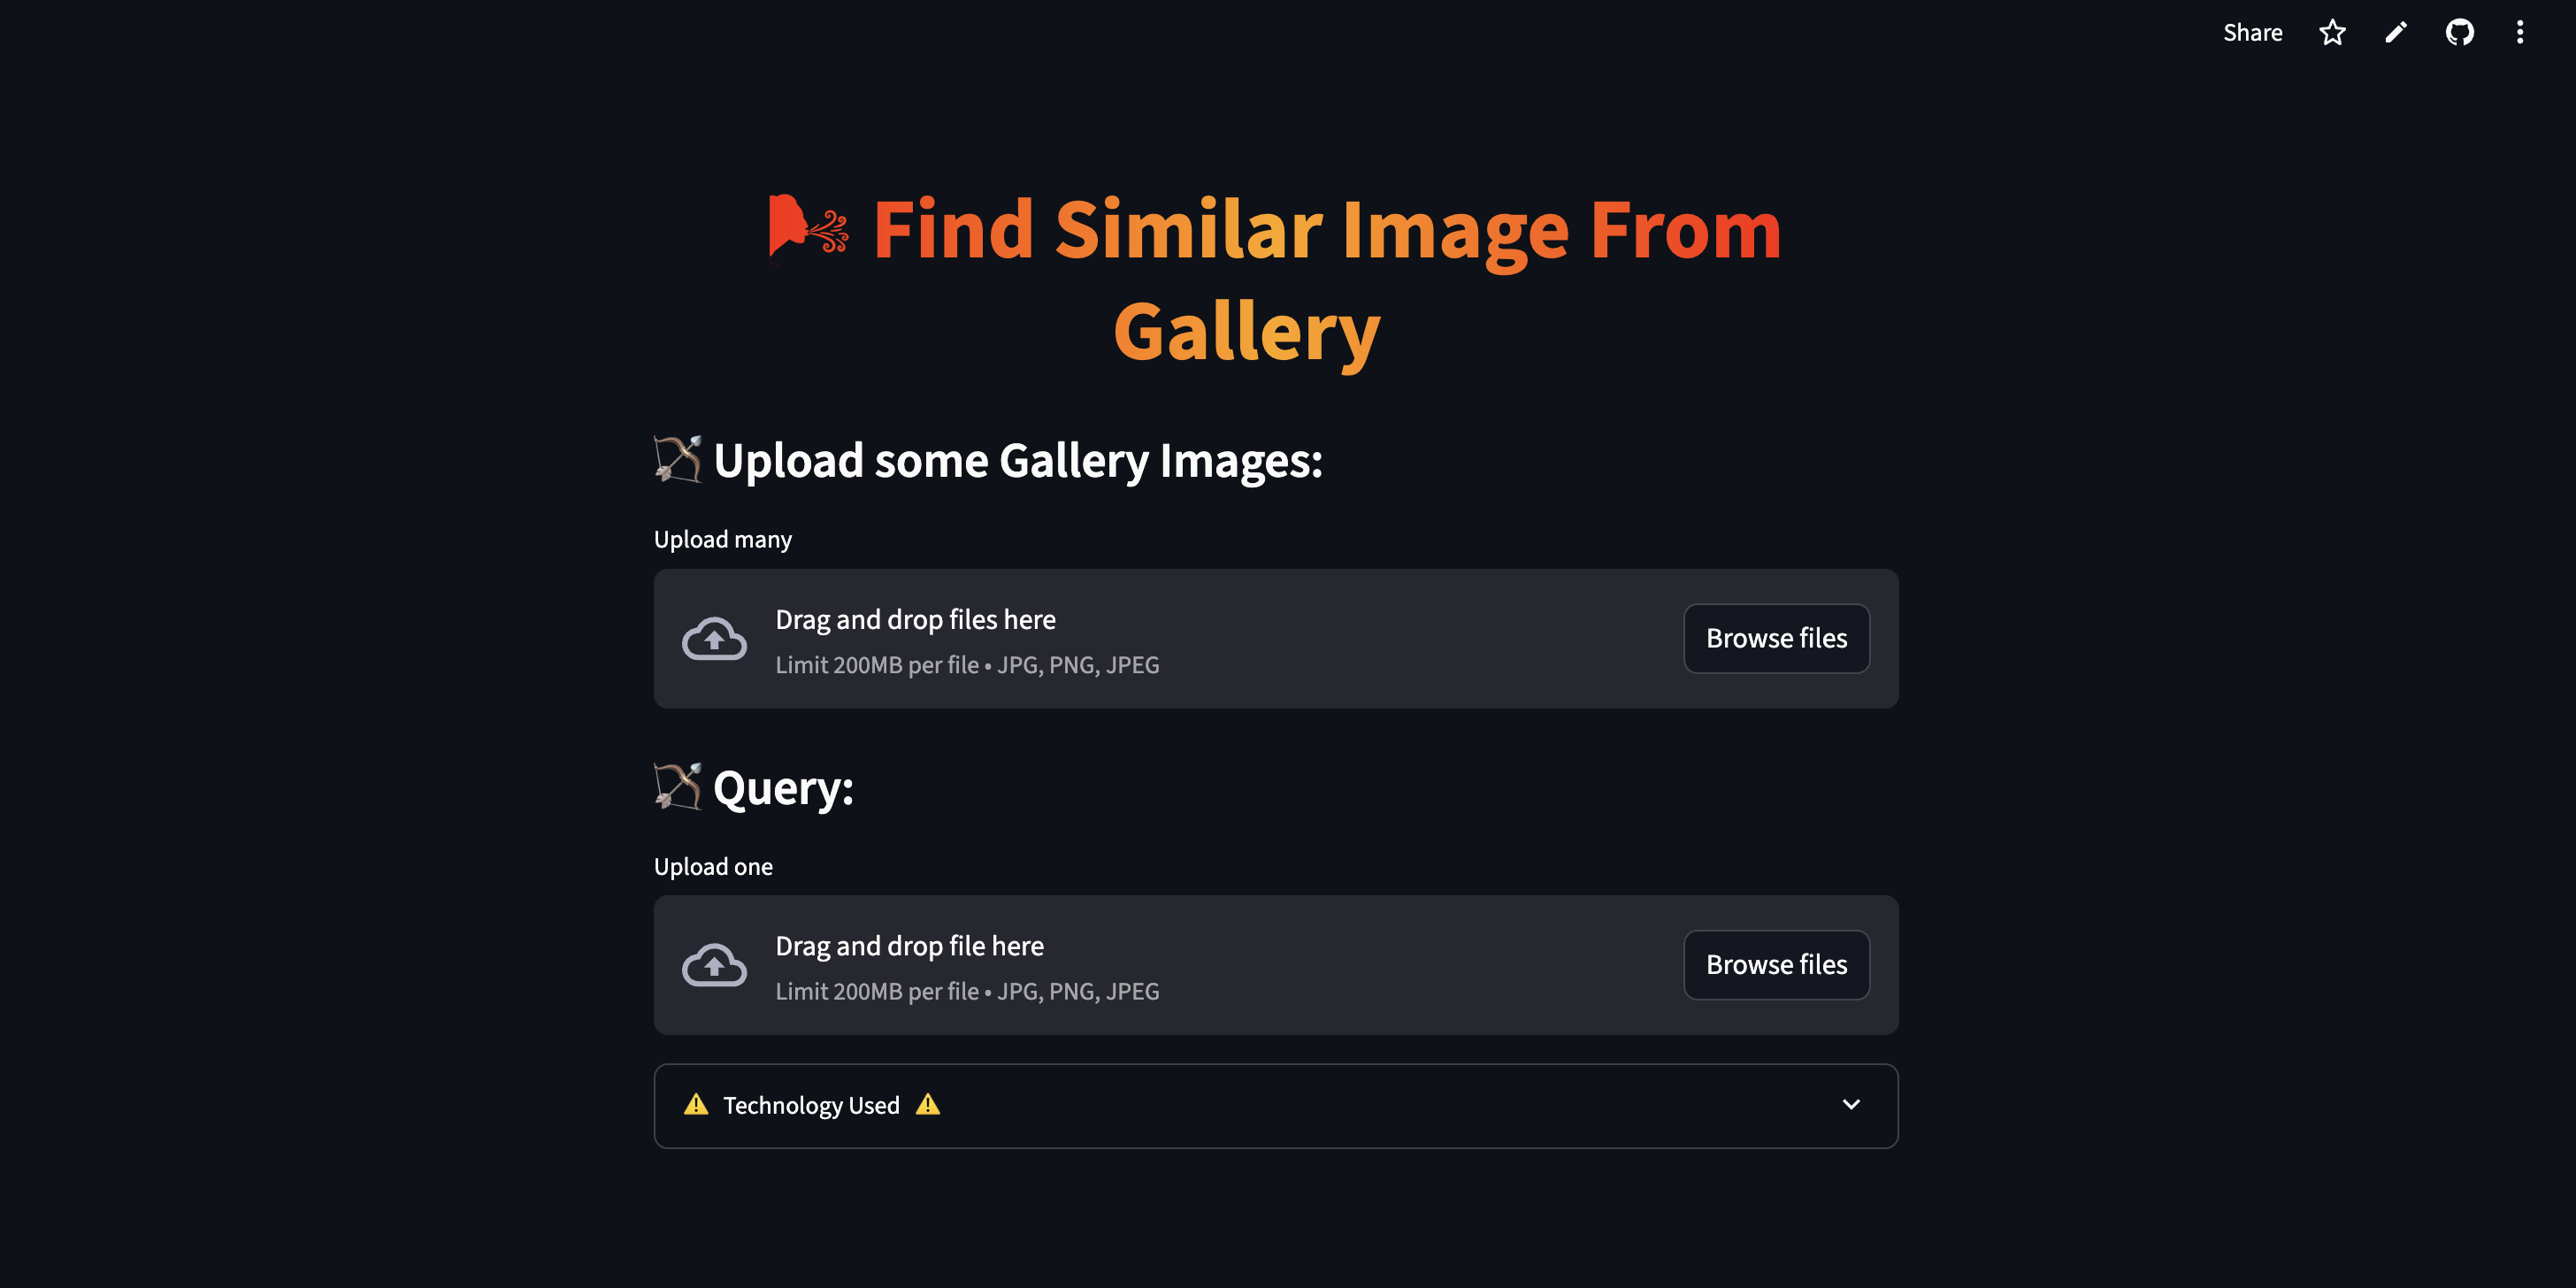 Share
Find Similar Image From
Gallery
Upload some Gallery Images:
Upload many
Drag and drop files here
Limit 200MB per file • JPG, PNG, JPEG
Browse files
Query:
Upload one
Drag and drop file here
Limit 200MB per file • JPG, PNG, JPEG
Browse files
Technology Used